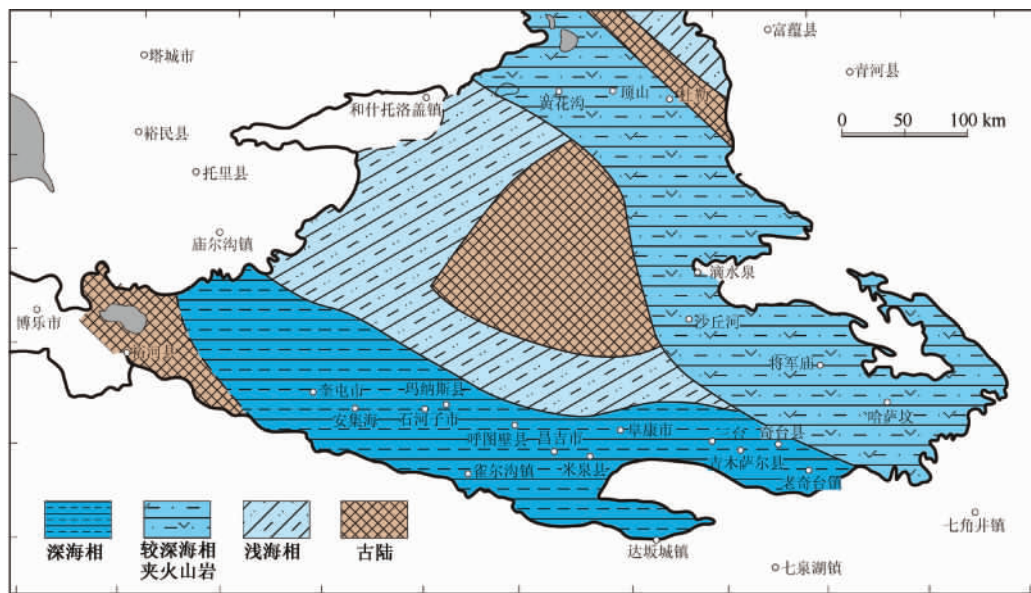 富蕴县
塔城市
青河县
黄花沟
顶山
和什托洛盖镇
0 50 100 km
裕民县
托里县
庙尔沟镇
滴水泉
博乐市
沙丘河
精河县
将军庙
奎屯市
玛纳斯县
哈萨坟
安集海
石河子市
呼图壁县
昌吉市
阜康市
三台
奇台县
霍尔沟镇
米泉县
吉木萨尔县
老奇台镇
七角井镇
达坂城镇
七泉湖镇
深海相
较深海相
夹火山岩
浅海相
古陆